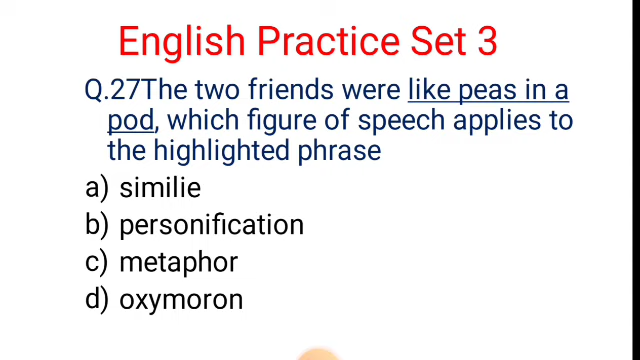 English Practice Set 3
Q.27The two friends were like peas in a
pod, which figure of speech applies to
the highlighted phrase
a) similie
b) personification
c) metaphor
d) oxymoron